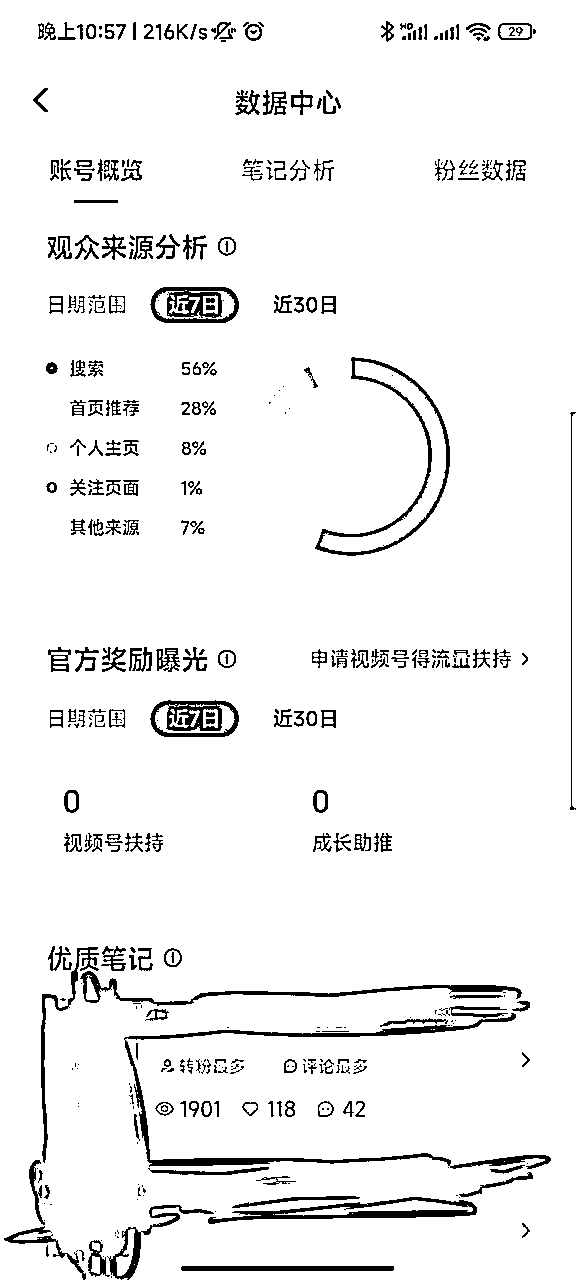 晚上10:57 | 216K/s HD 29
数据中心
账号概览 笔记分析 粉丝数据
观众来源分析
日期范围 近7日 近30日
搜索 56%
首页推荐 28%
个人主页 8%
关注页面 1%
其他来源 7%
官方奖励曝光 申请视频号得流量扶持
日期范围 近7日 近30日
0 0
视频号扶持 成长助推
优质笔记
转粉最多 评论最多
1901 118 42